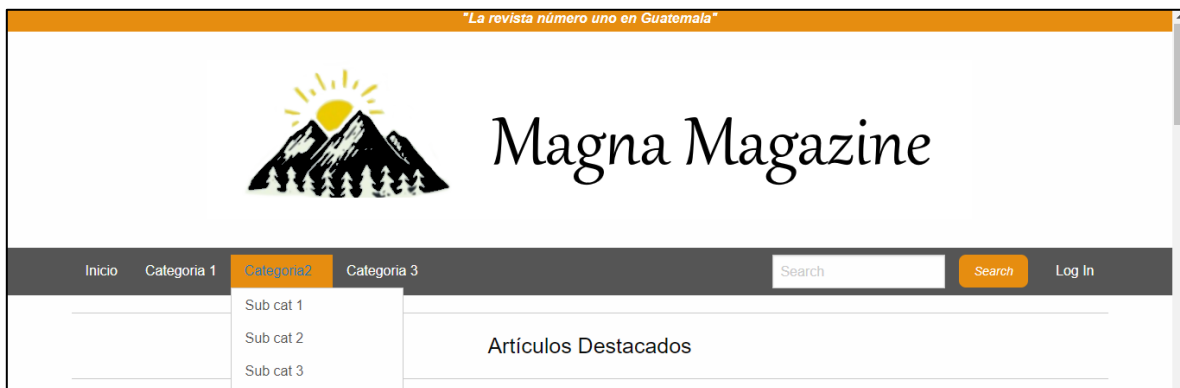 "La revista número uno en Guatemala"
Magna Magazine
Inicio Categoria 1 Categoria2 Categoria 3 Search Search Log In
Sub cat 1
Sub cat 2
Artículos Destacados
Sub cat 3